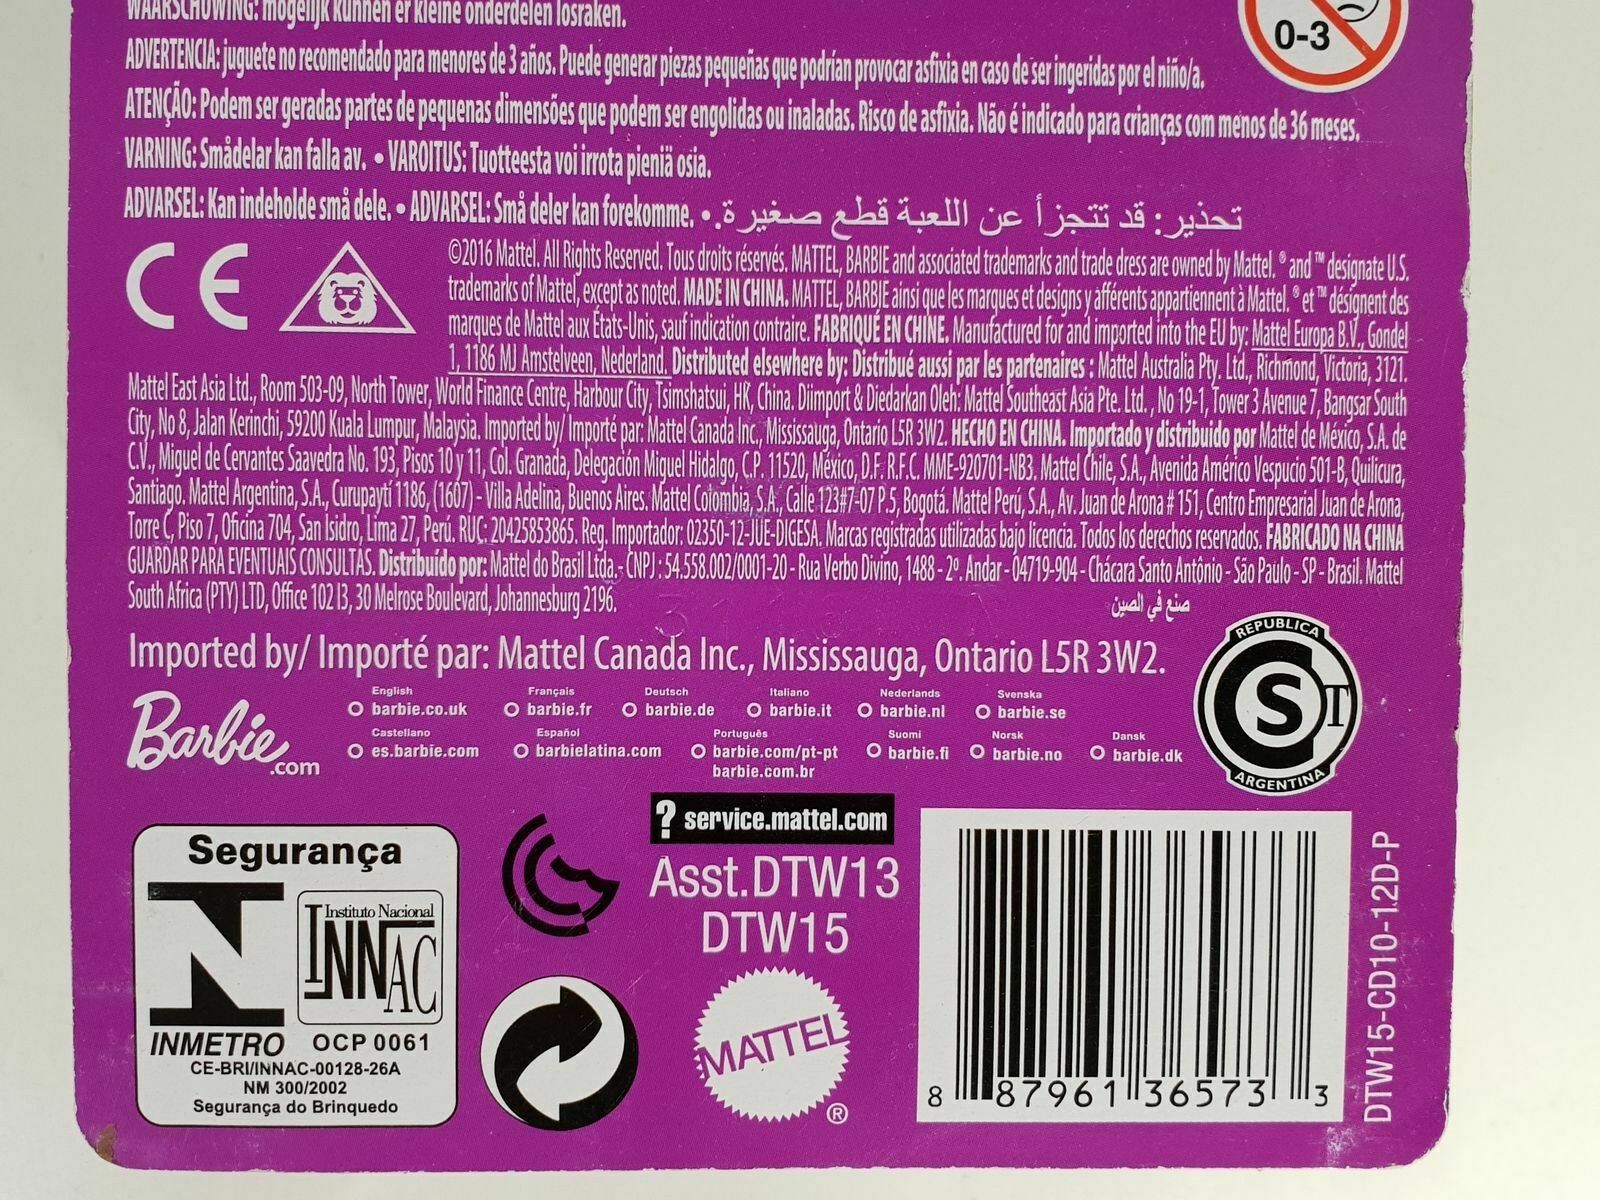 WAARSCHUWING: mogelijk kunnen er kleine onderdelen losraken.
0-3
ADVERTENCIA: juguete no recomendado para menores de 3 años. Puede generar piezas pequeñas que podrían provocar asfixia en caso de ser ingeridas por el niño/a.
ATENÇÃO: Podem ser geradas partes de pequenas dimensões que podem ser engolidas ou inaladas. Risco de asfixia. Não é indicado para crianças com menos de 36 meses.
VARNING: Smådelar kan falla av. • VAROITUS: Tuotteesta voi irrota pieniä osia.
ADVARSEL: Kan indeholde små dele. • ADVARSEL: Små deler kan forekomme. • تحذير: قد تتجزأ عن اللعبة قطع صغيرة.
CE
©2016 Mattel. All Rights Reserved. Tous droits réservés. MATTEL, BARBIE and associated trademarks and trade dress are owned by Mattel. ® and ™ designate U.S.
trademarks of Mattel, except as noted. MADE IN CHINA. MATTEL, BARBIE ainsi que les marques et designs y afférents appartiennent à Mattel. ® et ™ désignent des
marques de Mattel aux États-Unis, sauf indication contraire. FABRIQUÉ EN CHINE. Manufactured for and imported into the EU by: Mattel Europa B.V., Gondel
1, 1186 MJ Amstelveen, Nederland. Distributed elsewhere by: Distribué aussi par les partenaires : Mattel Australia Pty. Ltd., Richmond, Victoria, 3121.
Mattel East Asia Ltd., Room 503-09, North Tower, World Finance Centre, Harbour City, Tsimshatsui, HK, China. Diimport & Diedarkan Oleh: Mattel Southeast Asia Pte. Ltd. , No 19-1, Tower 3 Avenue 7, Bangsar South
City, No 8, Jalan Kerinchi, 59200 Kuala Lumpur, Malaysia. Imported by/ Importé par: Mattel Canada Inc., Mississauga, Ontario L5R 3W2. HECHO EN CHINA. Importado y distribuido por Mattel de México, S.A. de
C.V., Miguel de Cervantes Saavedra No. 193, Pisos 10 y 11, Col. Granada, Delegación Miguel Hidalgo, C.P. 11520, México, D.F. R.F.C. MME-920701-NB3. Mattel Chile, S.A., Avenida Américo Vespucio 501-B, Quilicura,
Santiago. Mattel Argentina, S.A., Curupaytí 1186, (1607) - Villa Adelina, Buenos Aires. Mattel Colombia, S.A., Calle 123#7-07 P.5, Bogotá. Mattel Perú, S.A., Av. Juan de Arona # 151, Centro Empresarial Juan de Arona,
Torre C, Piso 7, Oficina 704, San Isidro, Lima 27, Perú. RUC: 20425853865. Reg. Importador: 02350-12-JUE-DIGESA. Marcas registradas utilizadas bajo licencia. Todos los derechos reservados. FABRICADO NA CHINA
GUARDAR PARA EVENTUAIS CONSULTAS. Distribuído por: Mattel do Brasil Ltda.- CNPJ : 54.558.002/0001-20 - Rua Verbo Divino, 1488 - 2º. Andar - 04719-904 - Chácara Santo Antônio - São Paulo - SP - Brasil. Mattel
South Africa (PTY) LTD, Office 102 I3, 30 Melrose Boulevard, Johannesburg 2196.
صنع في الصين
Imported by/ Importé par: Mattel Canada Inc., Mississauga, Ontario L5R 3W2.
REPUBLICA
S T
ARGENTINA
Barbie.com
English Français Deutsch Italiano Nederlands Svenska
barbie.co.uk barbie.fr barbie.de barbie.it barbie.nl barbie.se
Castellano Español Português Suomi Norsk Dansk
es.barbie.com barbielatina.com barbie.com/pt-pt barbie.fi barbie.no barbie.dk
barbie.com.br
? service.mattel.com
Asst.DTW13
DTW15
MATTEL
®
Segurança
Instituto Nacional
INNAC
INMETRO OCP 0061
CE-BRI/INNAC-00128-26A
NM 300/2002
Segurança do Brinquedo
8 87961 36573 3
DTW15-CD10-1.2D-P